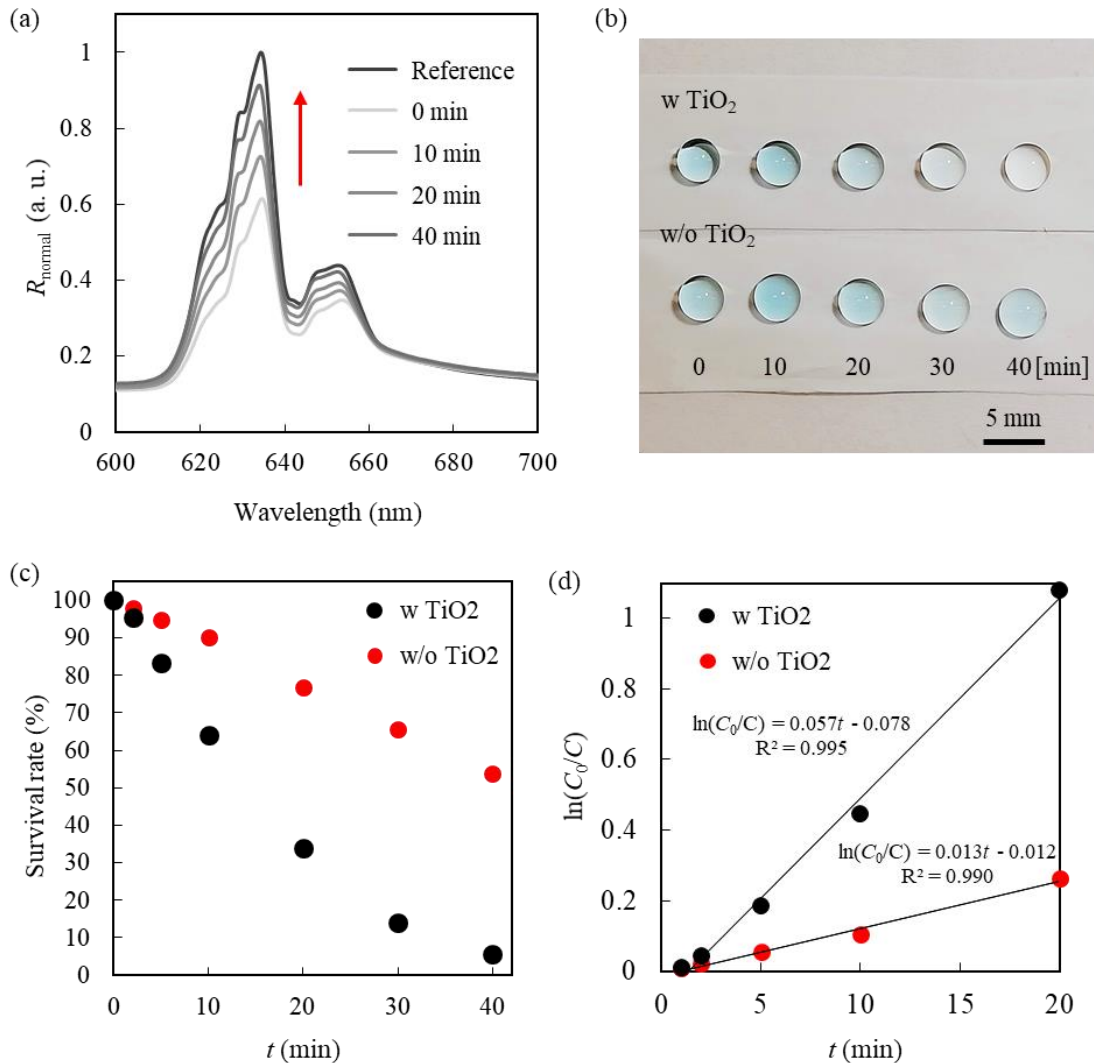 (a)
1
0.8
0.6
0.4
0.2
0
R_normal (a. u.)
Reference
0 min
10 min
20 min
40 min
600 620 640 660 680 700
Wavelength (nm)
(b)
w TiO₂
w/o TiO₂
0 10 20 30 40 [min]
5 mm
(c)
100
90
80
70
60
50
40
30
20
10
0
Survival rate (%)
w TiO2
w/o TiO2
0 10 20 30 40
t (min)
(d)
1
0.8
0.6
0.4
0.2
0
ln(C₀/C)
w TiO2
w/o TiO2
ln(C₀/C) = 0.057t - 0.078
R² = 0.995
ln(C₀/C) = 0.013t - 0.012
R² = 0.990
0 5 10 15 20
t (min)